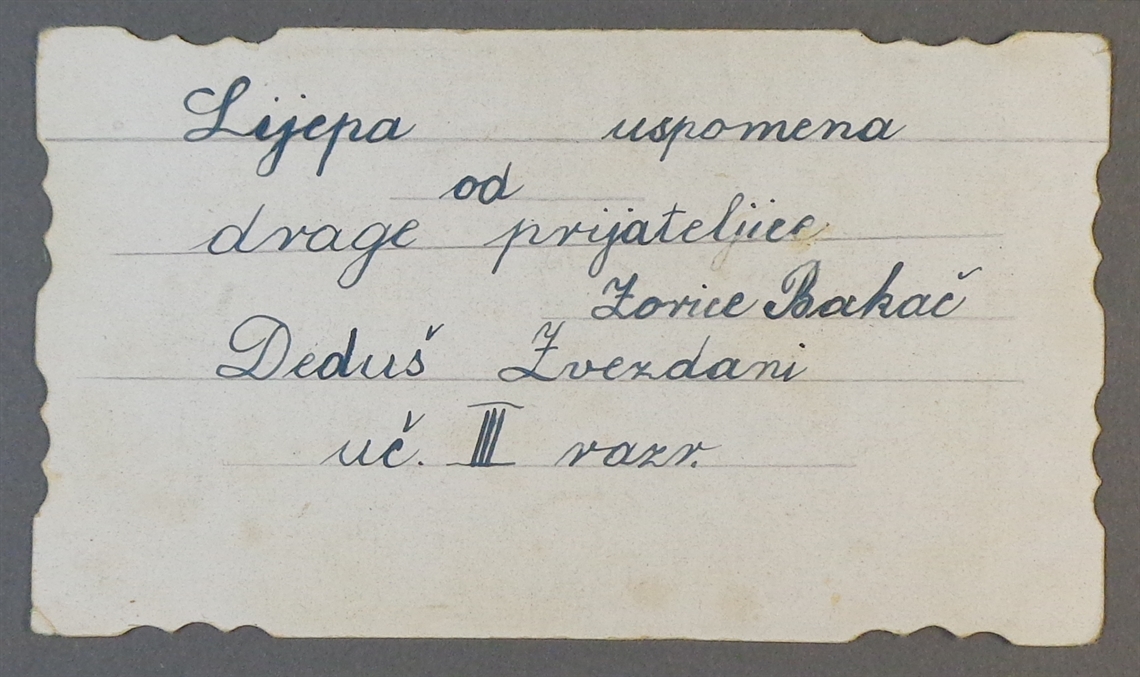 Lijepa uspomena
od
drage prijateljice
Zorice Bakač
Deduš Zvezdani
uč. III razr.